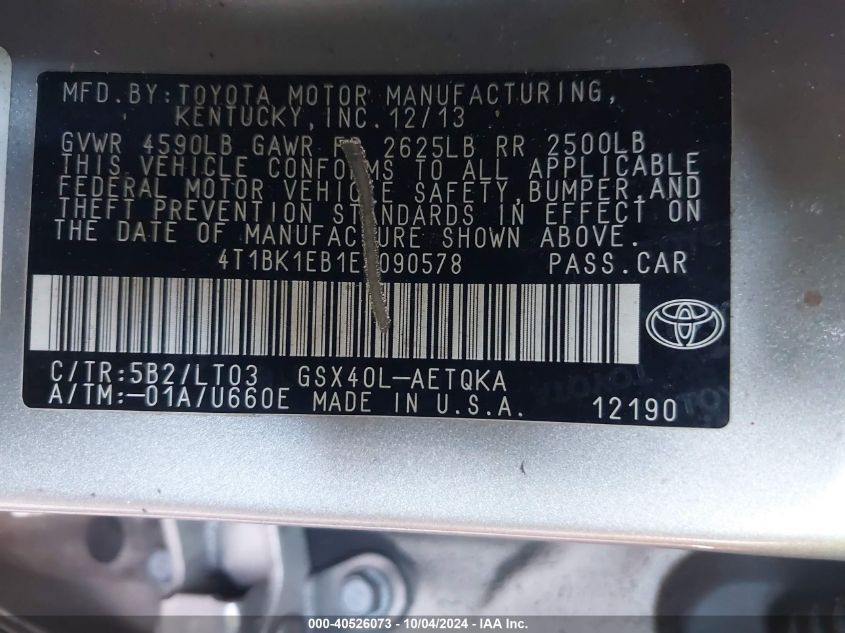 MFD.BY:TOYOTA MOTOR MANUFACTURING,
KENTUCKY,INC.12/13
GVWR 4590LB GAWR 2625LB RR 2500LB
THIS VEHICLE CONFORMS TO ALL APPLICABLE
FEDERAL MOTOR VEHICLE SAFETY,BUMPER,AND
THEFT PREVENTION STANDARDS IN EFFECT ON
THE DATE OF MANUFACTURE SHOWN ABOVE.
PASS.CAR
C/TR:5B2/LT03 GSX40L-AETQKA
A/TM:-01A/U660E MADE IN U.S.A. 12190
000-40526073 - 10/04/2024 - IAA Inc.